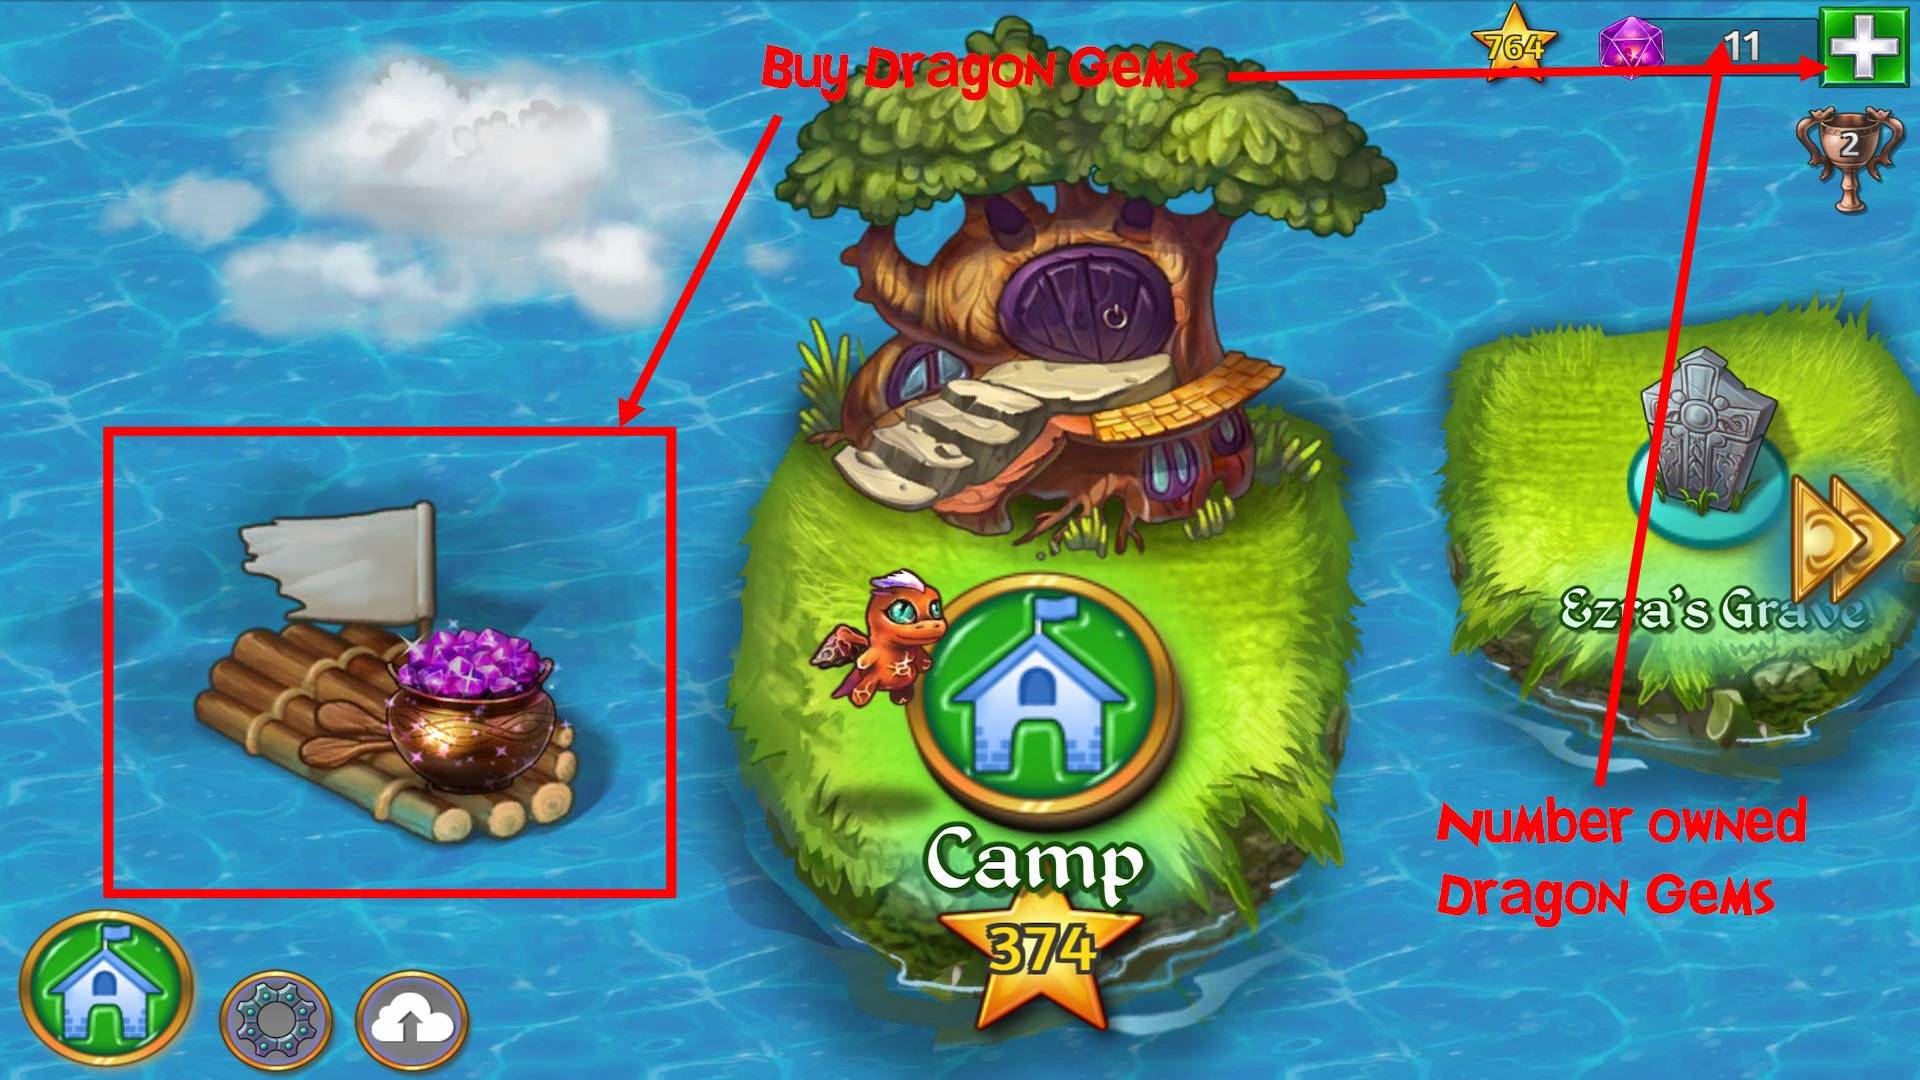 Buy Dragon Gems
764
11
2
Ezra's Grave
Number owned
Dragon Gems
Camp
374